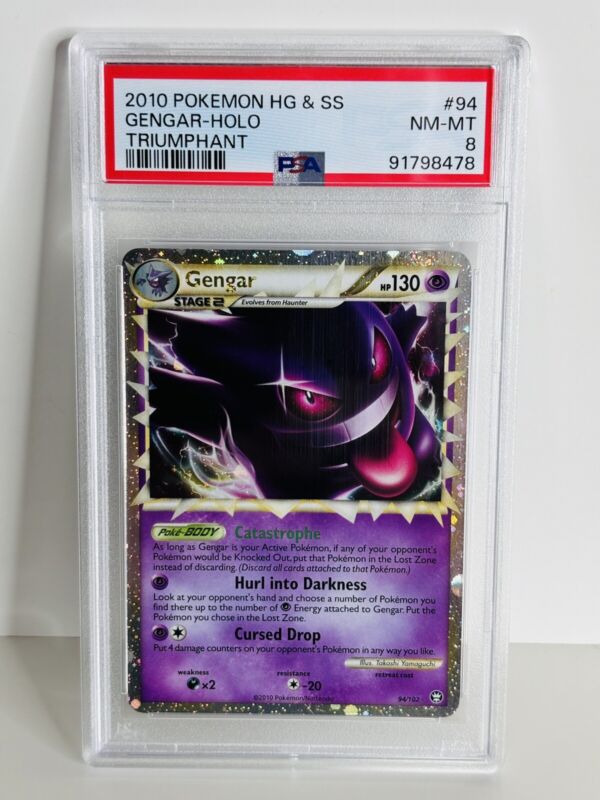 2010 POKEMON HG & SS #94
GENGAR-HOLO NM-MT
TRIUMPHANT 8
PSA 91798478
Gengar HP 130
STAGE 2 Evolves from Haunter
Poké-BODY Catastrophe
As long as Gengar is your Active Pokémon, if any of your opponent's
Pokémon would be Knocked Out, put that Pokémon in the Lost Zone
instead of discarding. (Discard all cards attached to that Pokémon.)
Hurl into Darkness
Look at your opponent's hand and choose a number of Pokémon you
find there up to the number of Energy attached to Gengar. Put the
Pokémon you chose in the Lost Zone.
Cursed Drop
Put 4 damage counters on your opponent's Pokémon in any way you like.
Illus. Takashi Yamaguchi
weakness resistance retreat cost
×2 -20
©2010 Pokémon/Nintendo 94/102